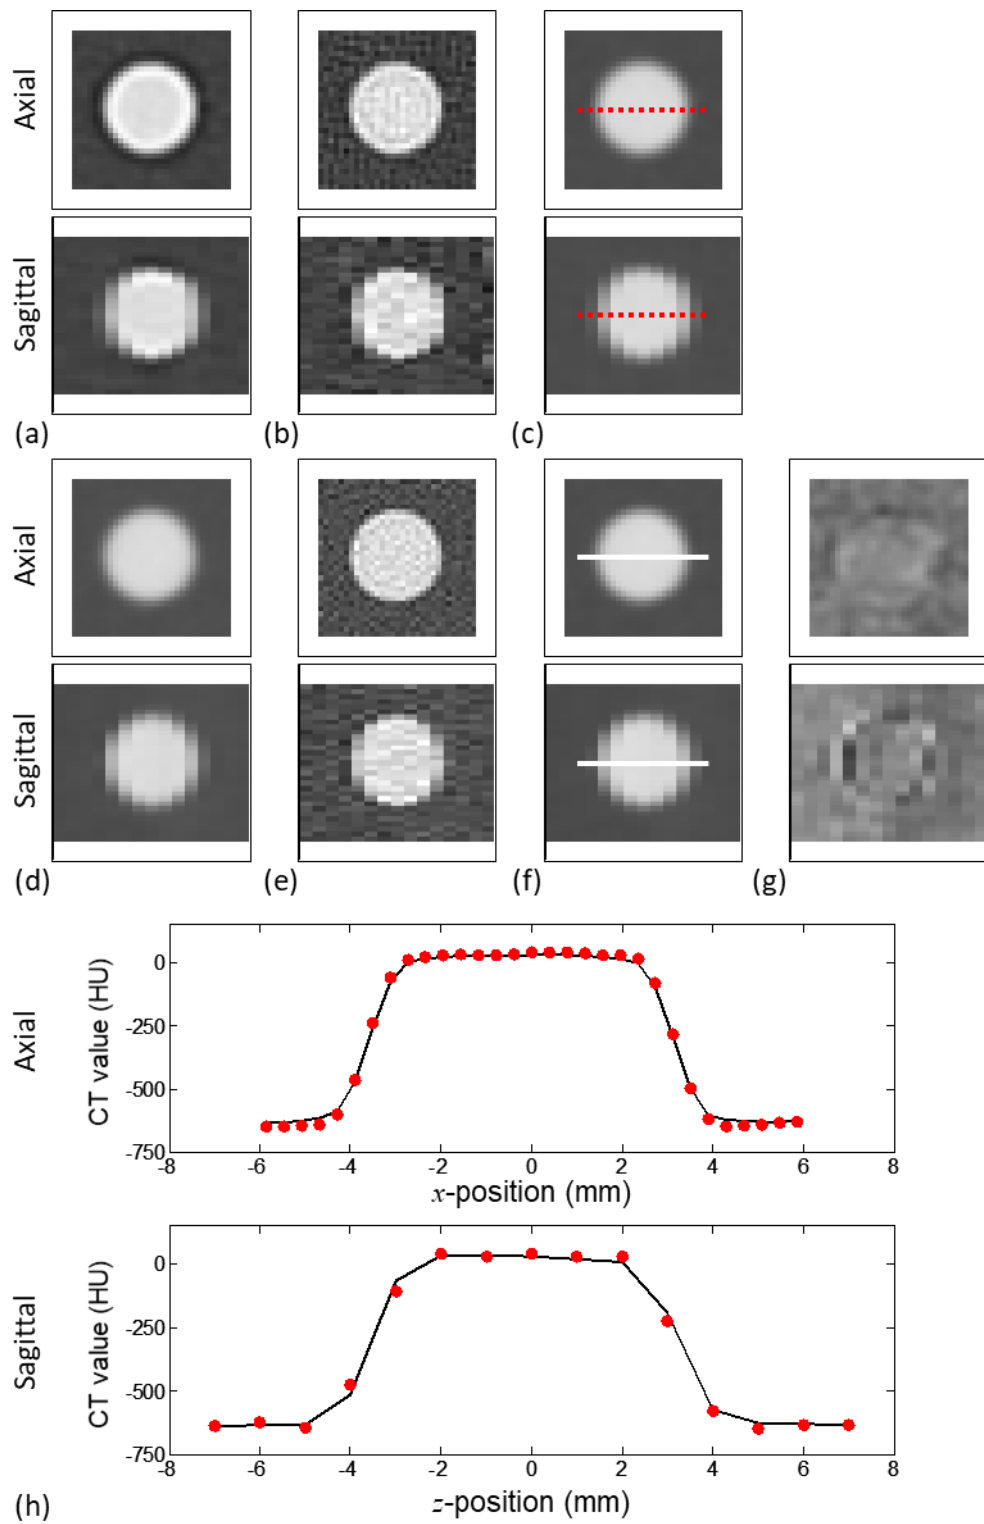 Axial
Sagittal
(a) (b) (c)
Axial
Sagittal
(d) (e) (f) (g)
Axial
CT value (HU)
0
-250
-500
-750
-8 -6 -4 -2 0 2 4 6 8
x-position (mm)
Sagittal
CT value (HU)
0
-250
-500
-750
-8 -6 -4 -2 0 2 4 6 8
z-position (mm)
(h)